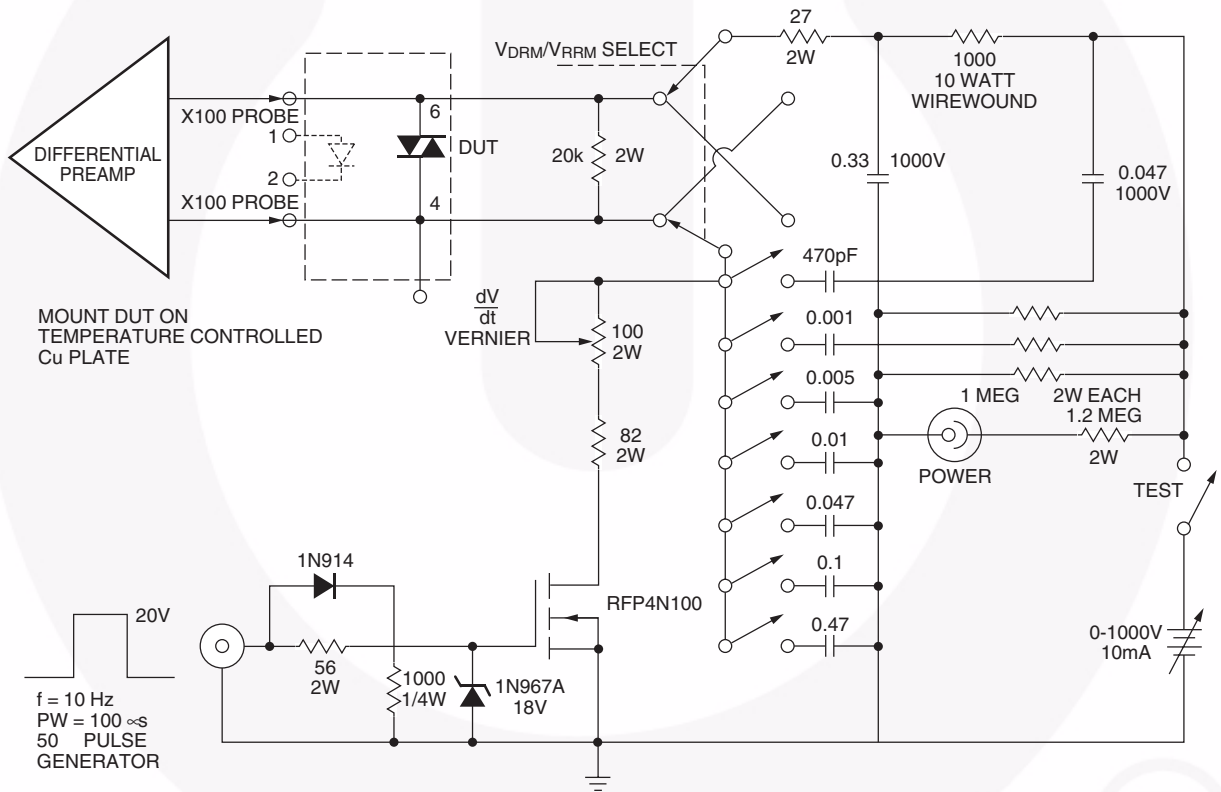 27
2W
V_DRM/V_RRM SELECT
1000
10 WATT
WIREWOUND
X100 PROBE
6
1
DUT
20k
2W
DIFFERENTIAL
PREAMP
0.33
1000V
0.047
1000V
2
4
X100 PROBE
470pF
MOUNT DUT ON
TEMPERATURE CONTROLLED
Cu PLATE
dV
dt
VERNIER
100
2W
0.001
0.005
1 MEG
2W EACH
1.2 MEG
82
2W
0.01
POWER
2W
TEST
0.047
1N914
0.1
RFP4N100
20V
0.47
0-1000V
10mA
56
2W
1000
1/4W
1N967A
18V
f = 10 Hz
PW = 100 ∝s
50 PULSE
GENERATOR